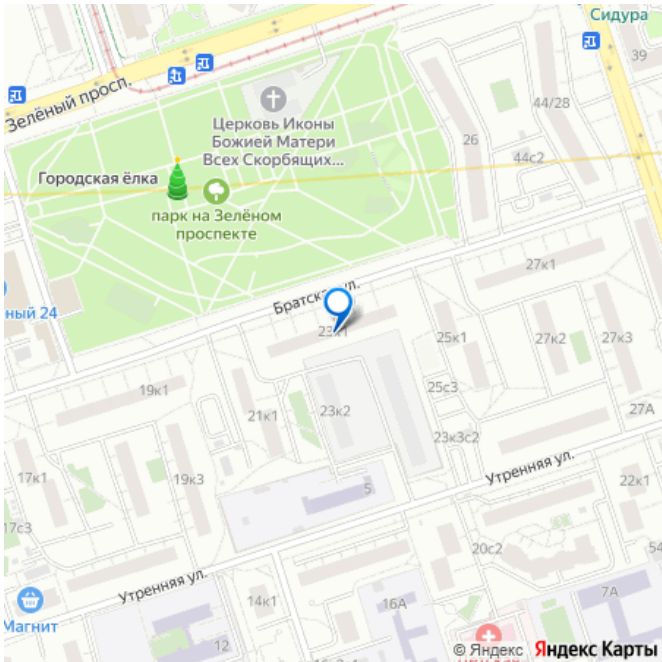 Сидура
39
Зелёный просп.
44/28
Церковь Иконы
Божией Матери
Всех Скорбящих...
26
44с2
Городская ёлка
парк на Зелёном
проспекте
27к1
Братская ул.
ный 24
23к1
25к1
27к2
27к3
25с3
19к1
21к1
23к2
27А
23к3с2
Утренняя ул.
17к1
19к3
5
22к1
17с3
20с2
54
Утренняя ул.
14к1
16А
7А
Магнит
12
© Яндекс Яндекс Карты